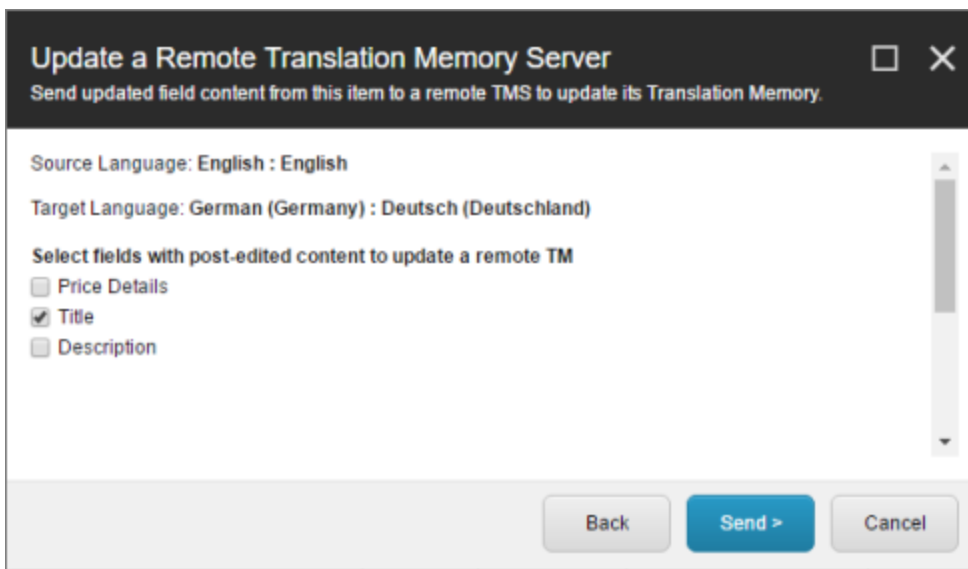 Update a Remote Translation Memory Server
Send updated field content from this item to a remote TMS to update its Translation Memory.
Source Language: English : English
Target Language: German (Germany) : Deutsch (Deutschland)
Select fields with post-edited content to update a remote TM
Price Details
Title
Description
Back
Send >
Cancel